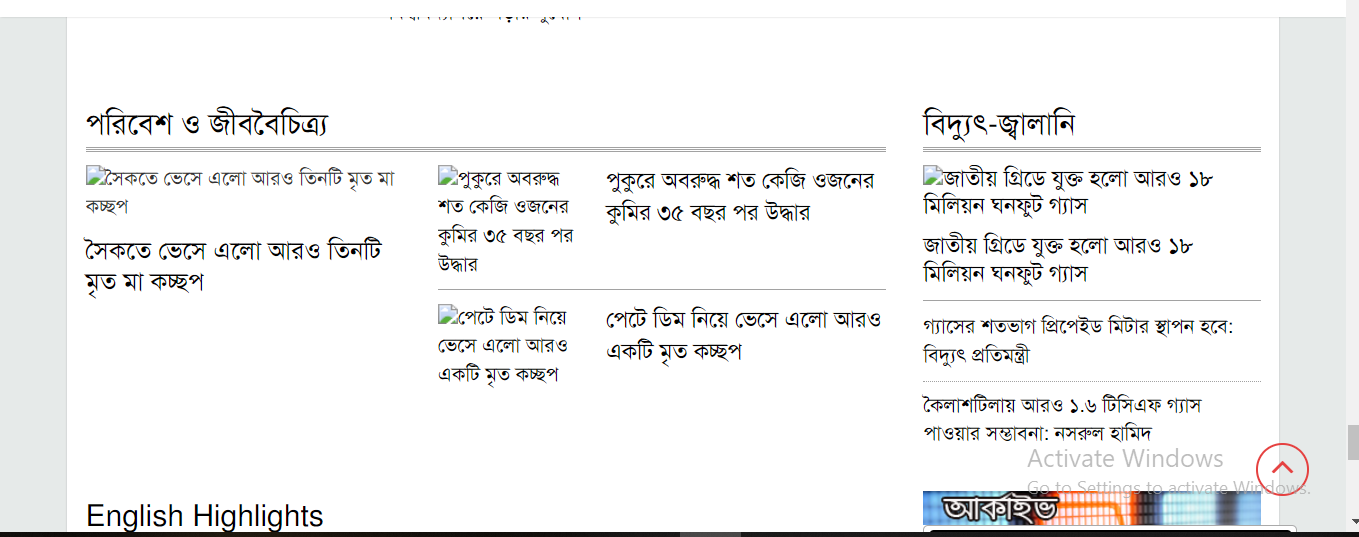 পরিবেশ ও জীববৈচিত্র্য
সৈকতে ভেসে এলো আরও তিনটি মৃত মা
কচ্ছপ
সৈকতে ভেসে এলো আরও তিনটি
মৃত মা কচ্ছপ
পুকুরে অবরুদ্ধ
শত কেজি ওজনের
কুমির ৩৫ বছর পর
উদ্ধার
পুকুরে অবরুদ্ধ শত কেজি ওজনের
কুমির ৩৫ বছর পর উদ্ধার
পেটে ডিম নিয়ে
ভেসে এলো আরও
একটি মৃত কচ্ছপ
পেটে ডিম নিয়ে ভেসে এলো আরও
একটি মৃত কচ্ছপ
বিদ্যুৎ-জ্বালানি
জাতীয় গ্রিডে যুক্ত হলো আরও ১৮
মিলিয়ন ঘনফুট গ্যাস
জাতীয় গ্রিডে যুক্ত হলো আরও ১৮
মিলিয়ন ঘনফুট গ্যাস
গ্যাসের শতভাগ প্রিপেইড মিটার স্থাপন হবে:
বিদ্যুৎ প্রতিমন্ত্রী
কৈলাশটিলায় আরও ১.৬ টিসিএফ গ্যাস
পাওয়ার সম্ভাবনা: নসরুল হামিদ
Activate Windows
Go to Settings to activate Windows.
আর্কাইভ
English Highlights